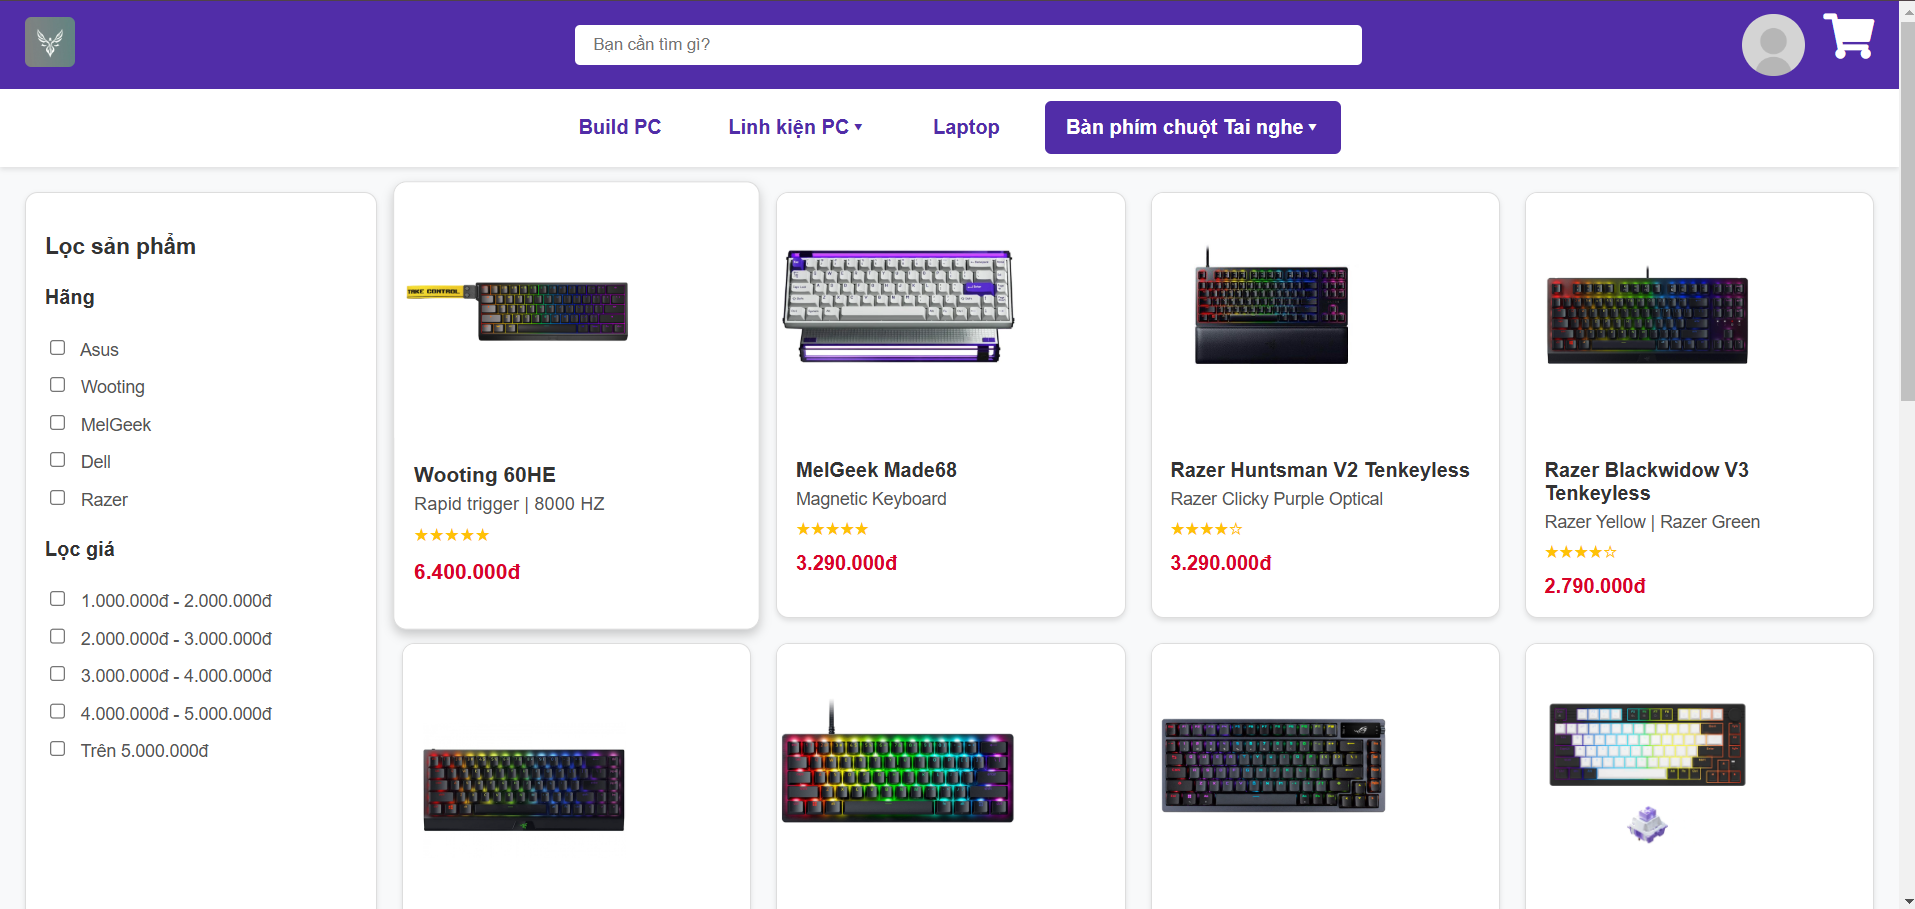 Bạn cần tìm gì?
Build PC
Linh kiện PC ▾
Laptop
Bàn phím chuột Tai nghe ▾
Lọc sản phẩm
Hãng
Asus
Wooting
MelGeek
Dell
Razer
Lọc giá
1.000.000đ - 2.000.000đ
2.000.000đ - 3.000.000đ
3.000.000đ - 4.000.000đ
4.000.000đ - 5.000.000đ
Trên 5.000.000đ
TAKE CONTROL
Wooting 60HE
Rapid trigger | 8000 HZ
★★★★★
6.400.000đ
MelGeek Made68
Magnetic Keyboard
★★★★★
3.290.000đ
Razer Huntsman V2 Tenkeyless
Razer Clicky Purple Optical
★★★★☆
3.290.000đ
Razer Blackwidow V3
Tenkeyless
Razer Yellow | Razer Green
★★★★☆
2.790.000đ